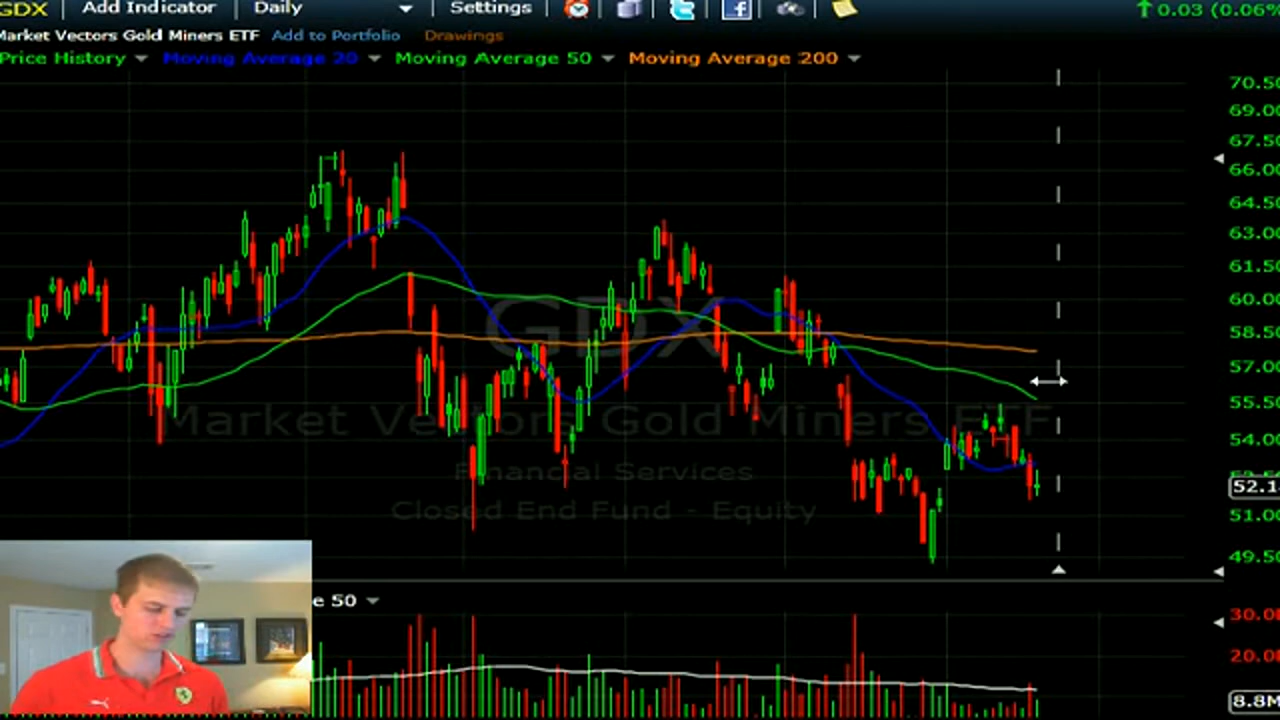 GDX Add Indicator Daily Settings 0.03 (0.06%
Market Vectors Gold Miners ETF Add to Portfolio Drawings
Price History Moving Average 20 Moving Average 50 Moving Average 200
70.50
69.00
67.50
66.00
64.50
63.00
61.50
60.00
GDX
58.50
57.00
55.50
Market Vectors Gold Miners ETF
54.00
Financial Services
52.1
Closed End Fund - Equity
51.00
49.50
e 50
30.0
20.0
8.8M